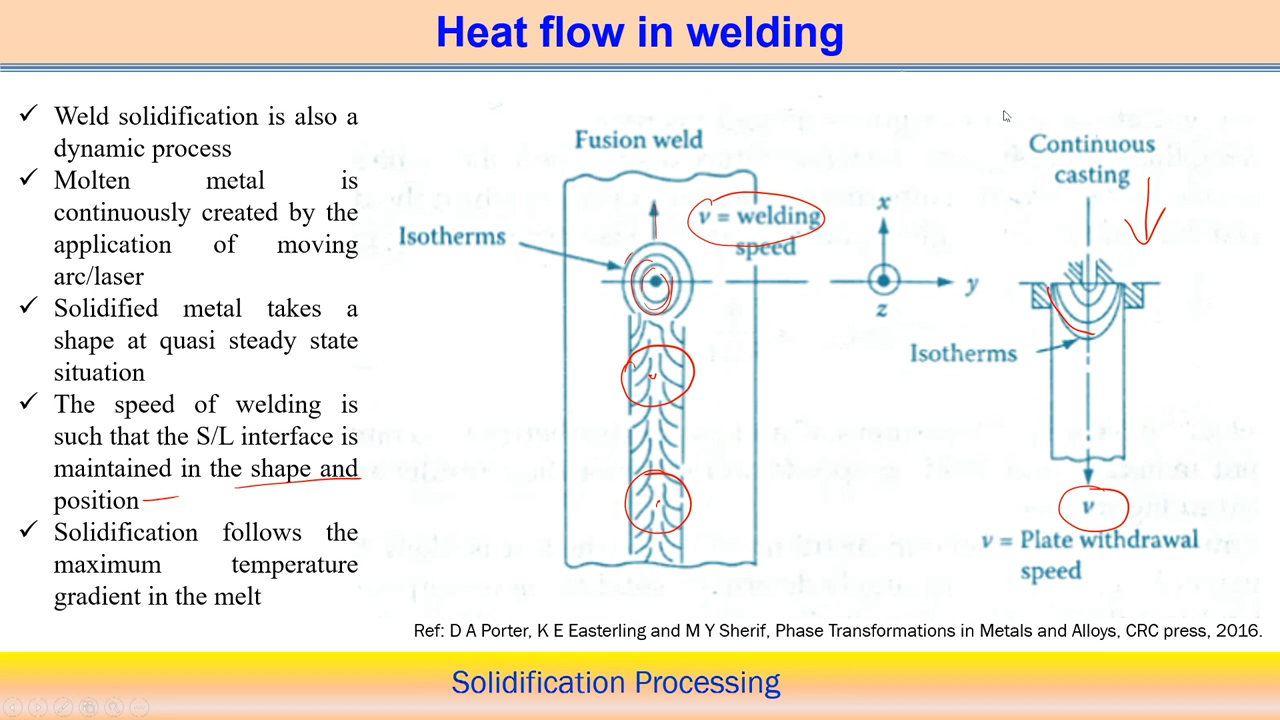 Heat flow in welding
✓ Weld solidification is also a
dynamic process
✓ Molten metal is
continuously created by the
application of moving
arc/laser
✓ Solidified metal takes a
shape at quasi steady state
situation
✓ The speed of welding is
such that the S/L interface is
maintained in the shape and
position
✓ Solidification follows the
maximum temperature
gradient in the melt
Fusion weld
v = welding
speed
Isotherms
x
y
z
Continuous
casting
Isotherms
v
v = Plate withdrawal
speed
Ref: D A Porter, K E Easterling and M Y Sherif, Phase Transformations in Metals and Alloys, CRC press, 2016.
Solidification Processing